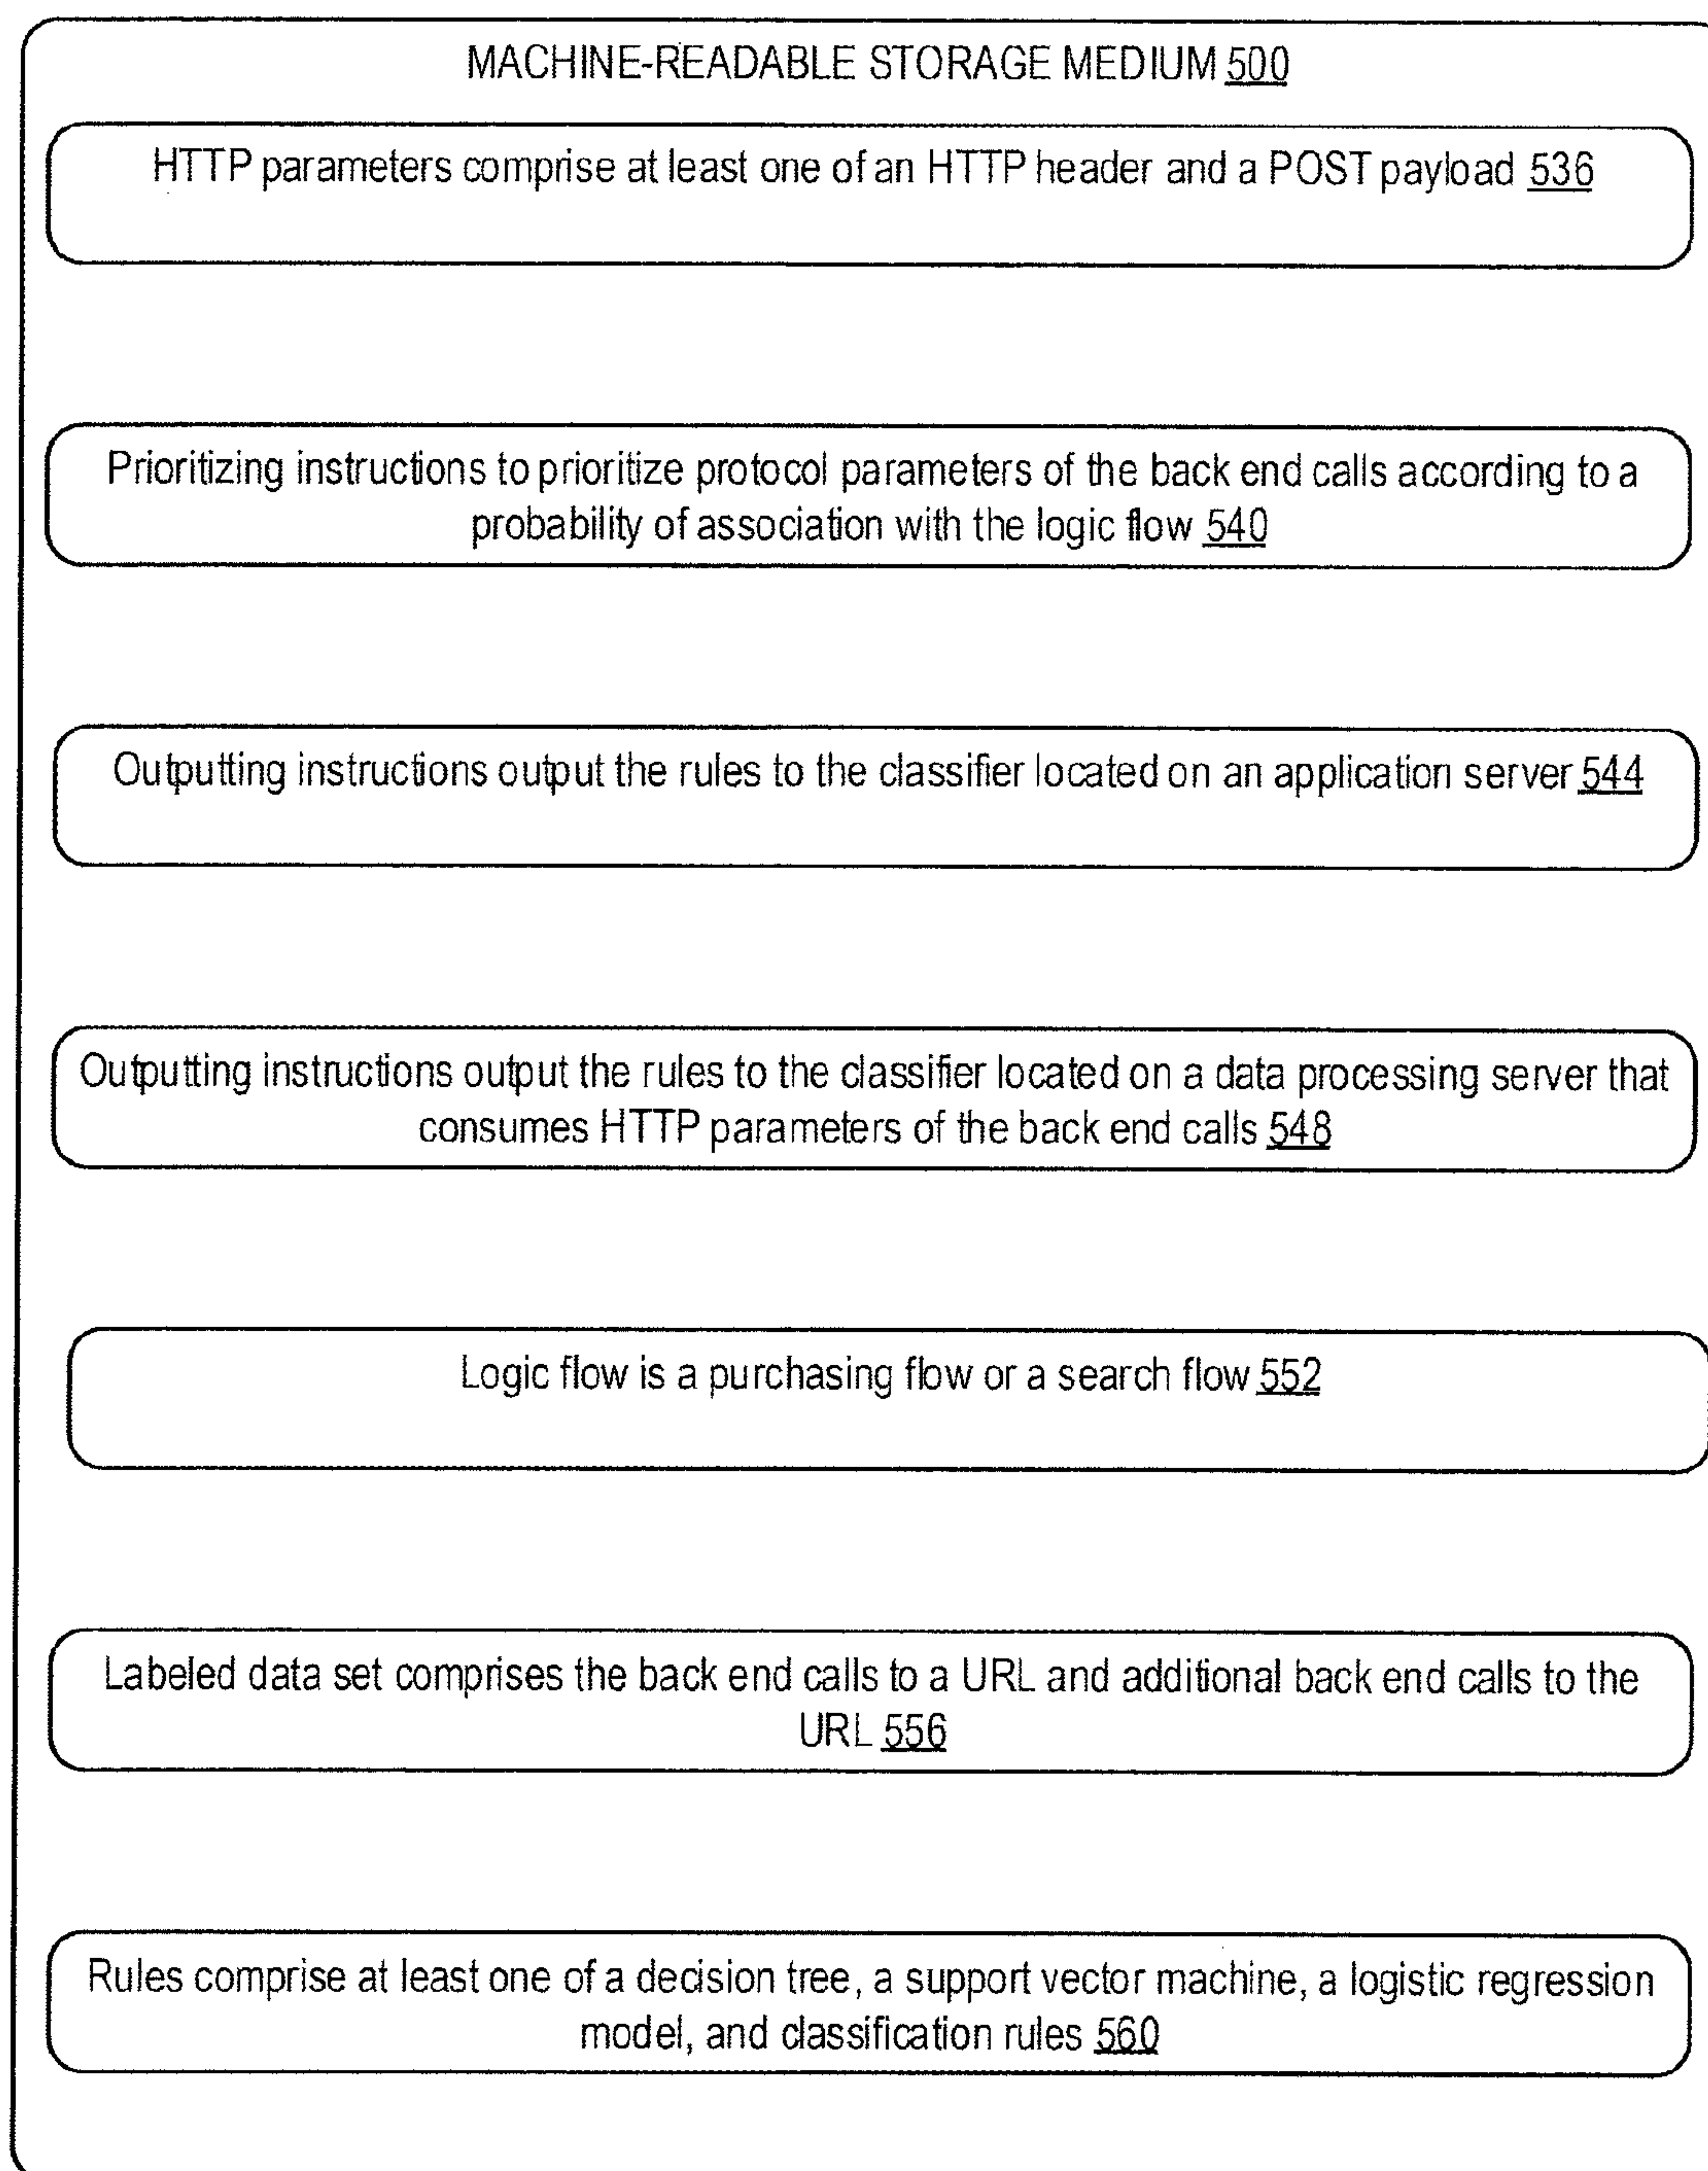 MACHINE-READABLE STORAGE MEDIUM 500
HTTP parameters comprise at least one of an HTTP header and a POST payload 536
Prioritizing instructions to prioritize protocol parameters of the back end calls according to a
probability of association with the logic flow 540
Outputting instructions output the rules to the classifier located on an application server 544
Outputting instructions output the rules to the classifier located on a data processing server that
consumes HTTP parameters of the back end calls 548
Logic flow is a purchasing flow or a search flow 552
Labeled data set comprises the back end calls to a URL and additional back end calls to the
URL 556
Rules comprise at least one of a decision tree, a support vector machine, a logistic regression
model, and classification rules 560